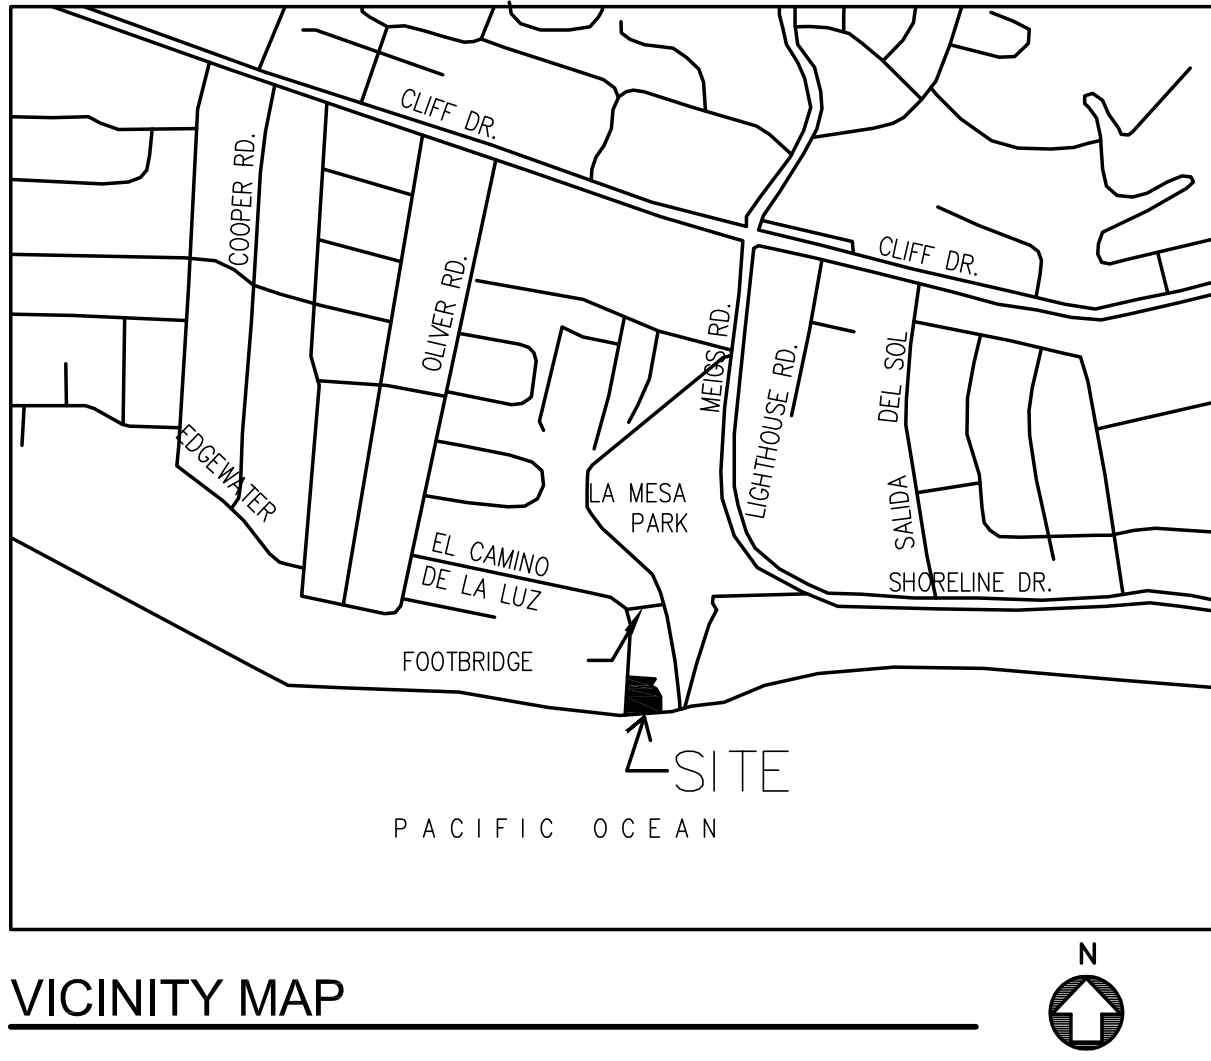 CLIFF DR.
COOPER RD.
CLIFF DR.
OLIVER RD.
MEIGS RD.
LIGHTHOUSE RD.
SALIDA DEL SOL
EDGEWATER
LA MESA
PARK
EL CAMINO
DE LA LUZ
SHORELINE DR.
FOOTBRIDGE
SITE
PACIFIC OCEAN
N
VICINITY MAP